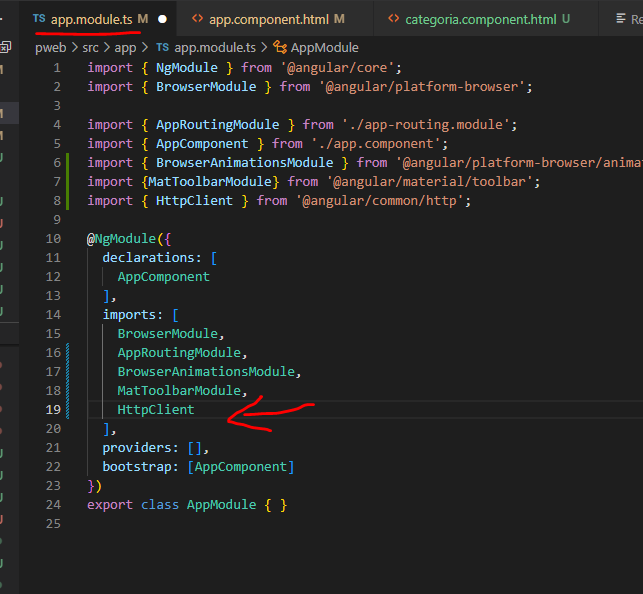 TS app.module.ts M
<> app.component.html M
<> categoria.component.html U
pweb > src > app > TS app.module.ts > AppModule
1 import { NgModule } from '@angular/core';
2 import { BrowserModule } from '@angular/platform-browser';
3
4 import { AppRoutingModule } from './app-routing.module';
5 import { AppComponent } from './app.component';
6 import { BrowserAnimationsModule } from '@angular/platform-browser/animat
7 import {MatToolbarModule} from '@angular/material/toolbar';
8 import { HttpClient } from '@angular/common/http';
9
10 @NgModule({
11 declarations: [
12 AppComponent
13 ],
14 imports: [
15 BrowserModule,
16 AppRoutingModule,
17 BrowserAnimationsModule,
18 MatToolbarModule,
19 HttpClient
20 ],
21 providers: [],
22 bootstrap: [AppComponent]
23 })
24 export class AppModule { }
25